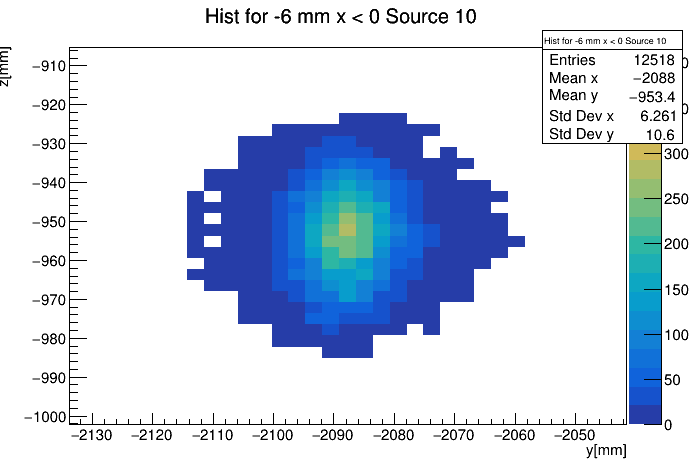 Hist for -6 mm x < 0 Source 10
Hist for -6 mm x < 0 Source 10
Entries 12518
Mean x −2088
Mean y −953.4
Std Dev x 6.261
Std Dev y 10.6
z[mm]
−910
−920
−930
−940
−950
−960
−970
−980
−990
−1000
−2130 −2120 −2110 −2100 −2090 −2080 −2070 −2060 −2050
y[mm]
300
250
200
150
100
50
0